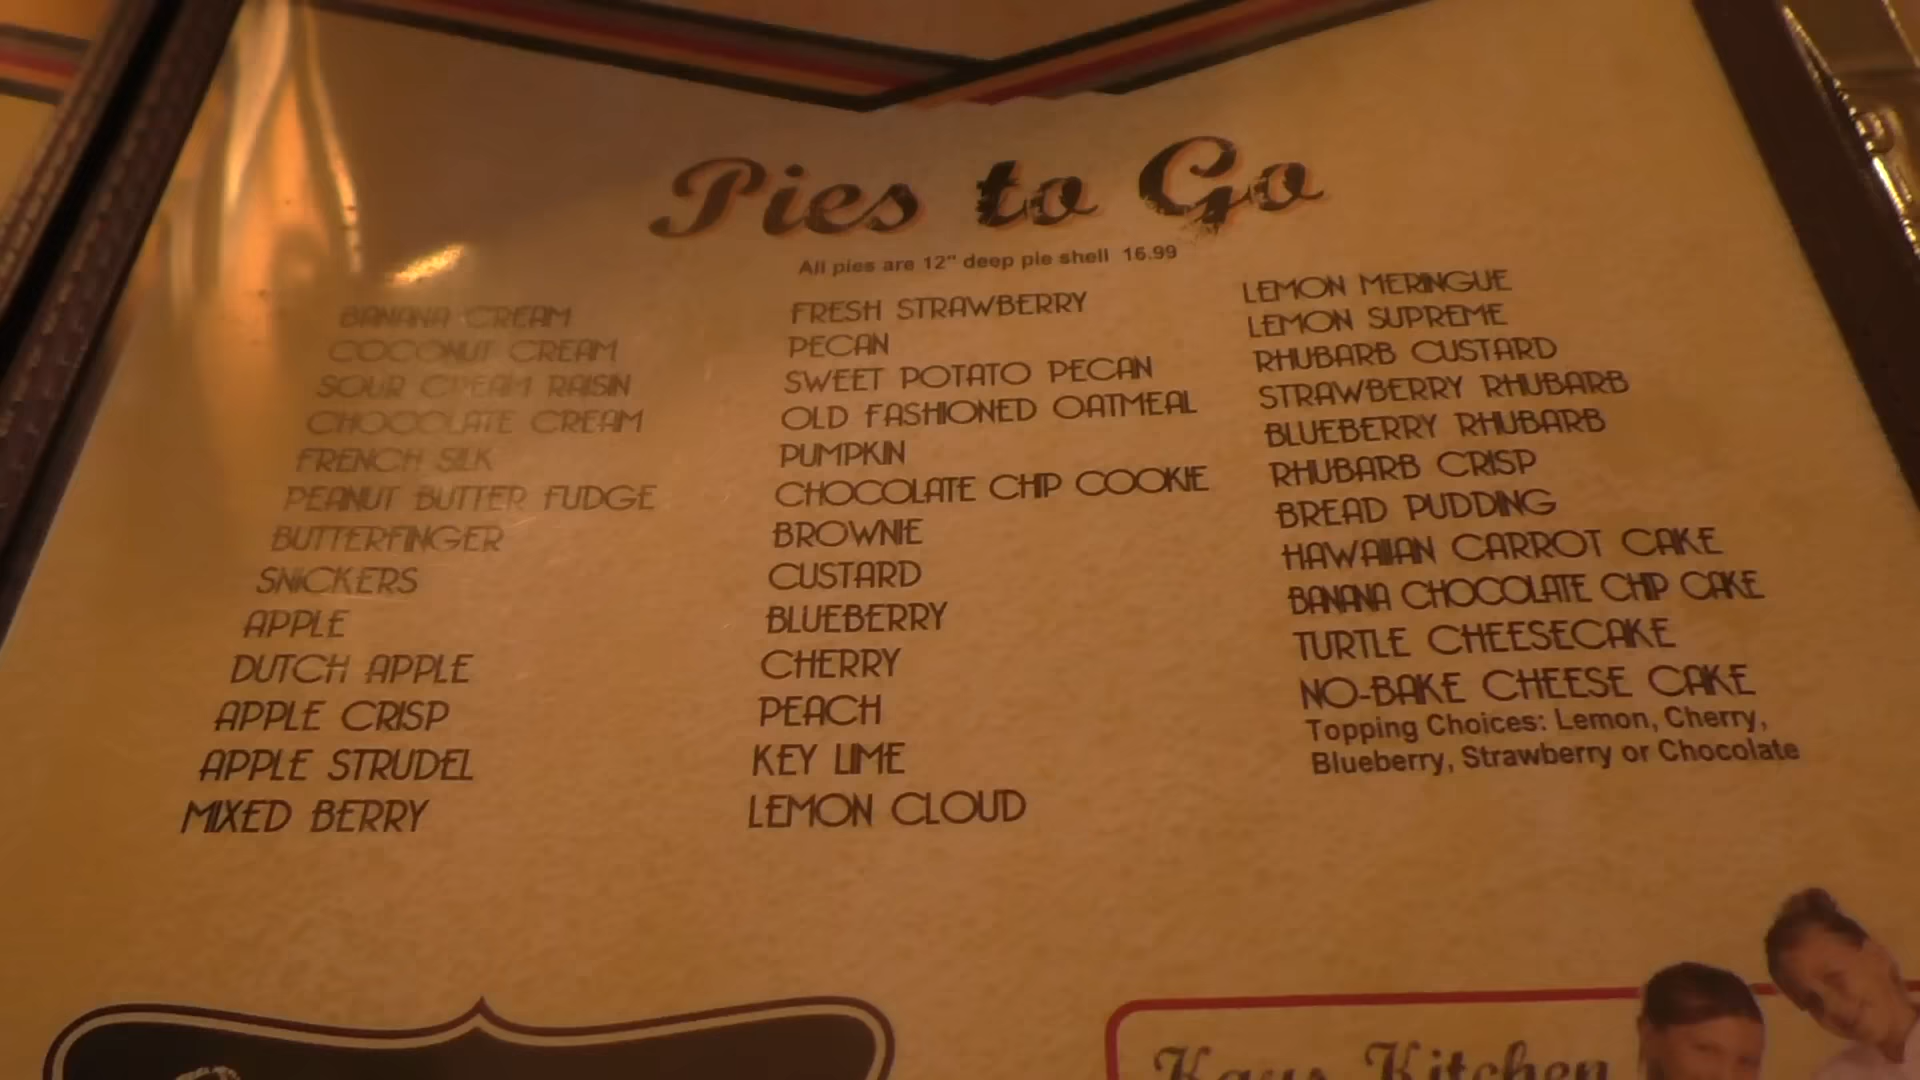 Pies to Go
All pies are 12" deep pie shell 16.99
BANANA CREAM
COCONUT CREAM
SOUR CREAM RAISIN
CHOCOLATE CREAM
FRENCH SILK
PEANUT BUTTER FUDGE
BUTTERFINGER
SNICKERS
APPLE
DUTCH APPLE
APPLE CRISP
APPLE STRUDEL
MIXED BERRY
FRESH STRAWBERRY
PECAN
SWEET POTATO PECAN
OLD FASHIONED OATMEAL
PUMPKIN
CHOCOLATE CHIP COOKIE
BROWNIE
CUSTARD
BLUEBERRY
CHERRY
PEACH
KEY LIME
LEMON CLOUD
LEMON MERINGUE
LEMON SUPREME
RHUBARB CUSTARD
STRAWBERRY RHUBARB
BLUEBERRY RHUBARB
RHUBARB CRISP
BREAD PUDDING
HAWAIIAN CARROT CAKE
BANANA CHOCOLATE CHIP CAKE
TURTLE CHEESECAKE
NO-BAKE CHEESE CAKE
Topping Choices: Lemon, Cherry,
Blueberry, Strawberry or Chocolate
Kays Kitchen